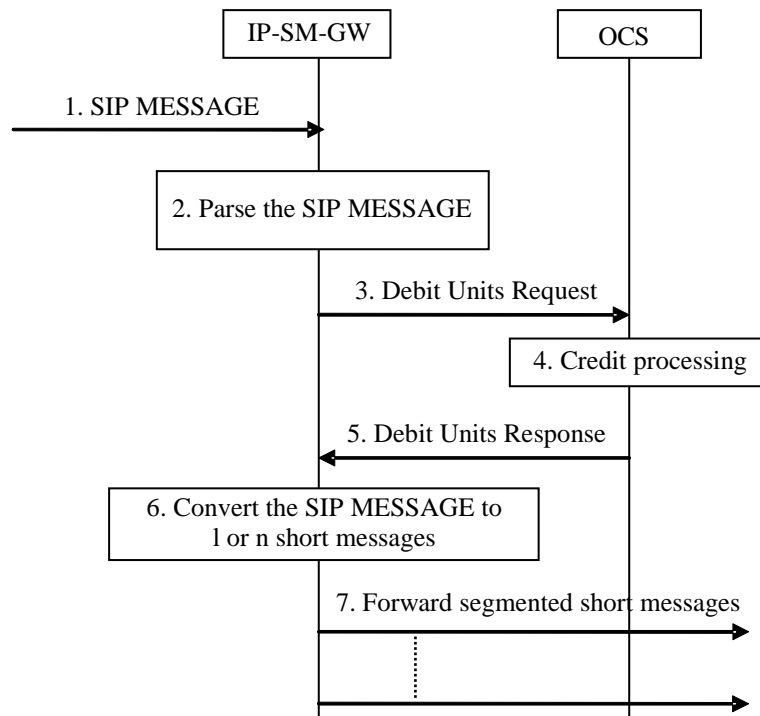 IP-SM-GW
OCS
1. SIP MESSAGE
2. Parse the SIP MESSAGE
3. Debit Units Request
4. Credit processing
5. Debit Units Response
6. Convert the SIP MESSAGE to
l or n short messages
7. Forward segmented short messages